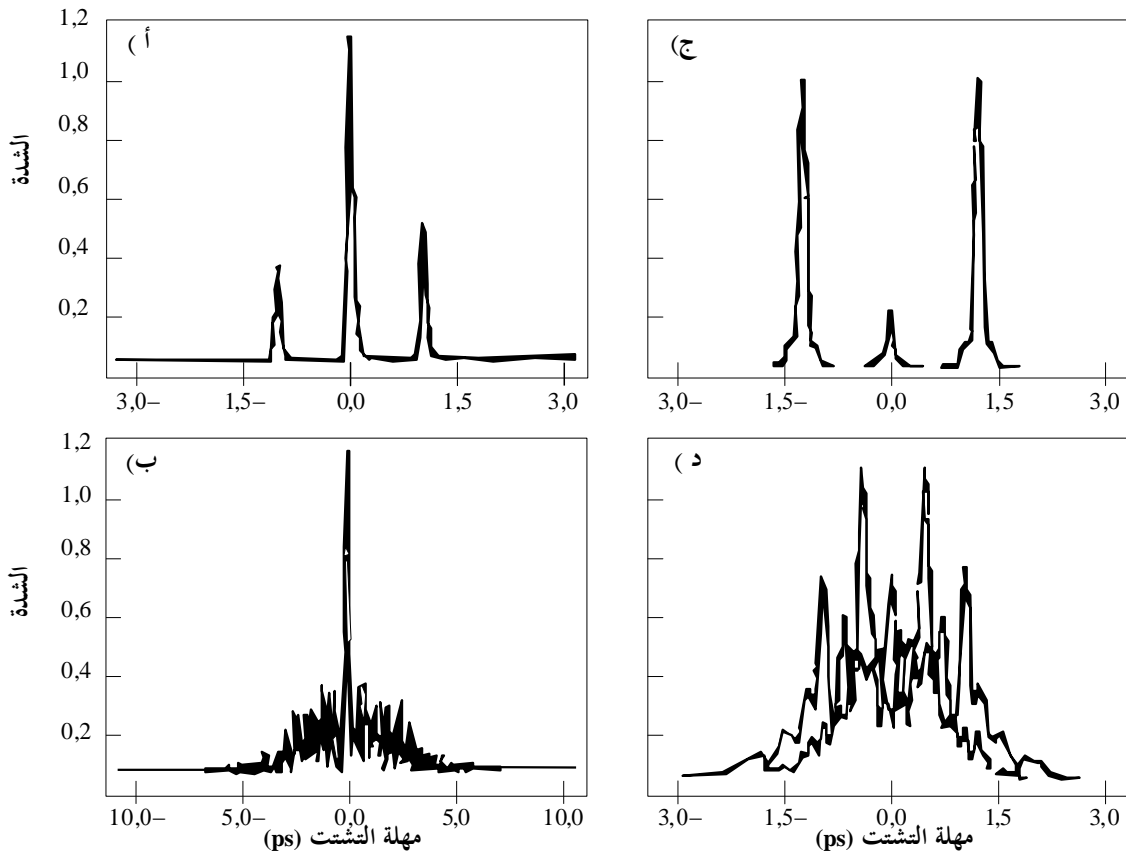 أ )
1,2
1,0
0,8
0,6
0,4
0,2
الشدة
3,0– 1,5– 0,0 1,5 3,0
ج)
3,0– 1,5– 0,0 1,5 3,0
ب)
1,2
1,0
0,8
0,6
0,4
0,2
الشدة
10,0– 5,0– 0,0 5,0 10,0
مهلة التشتت (ps)
د )
3,0– 1,5– 0,0 1,5 3,0
مهلة التشتت (ps)